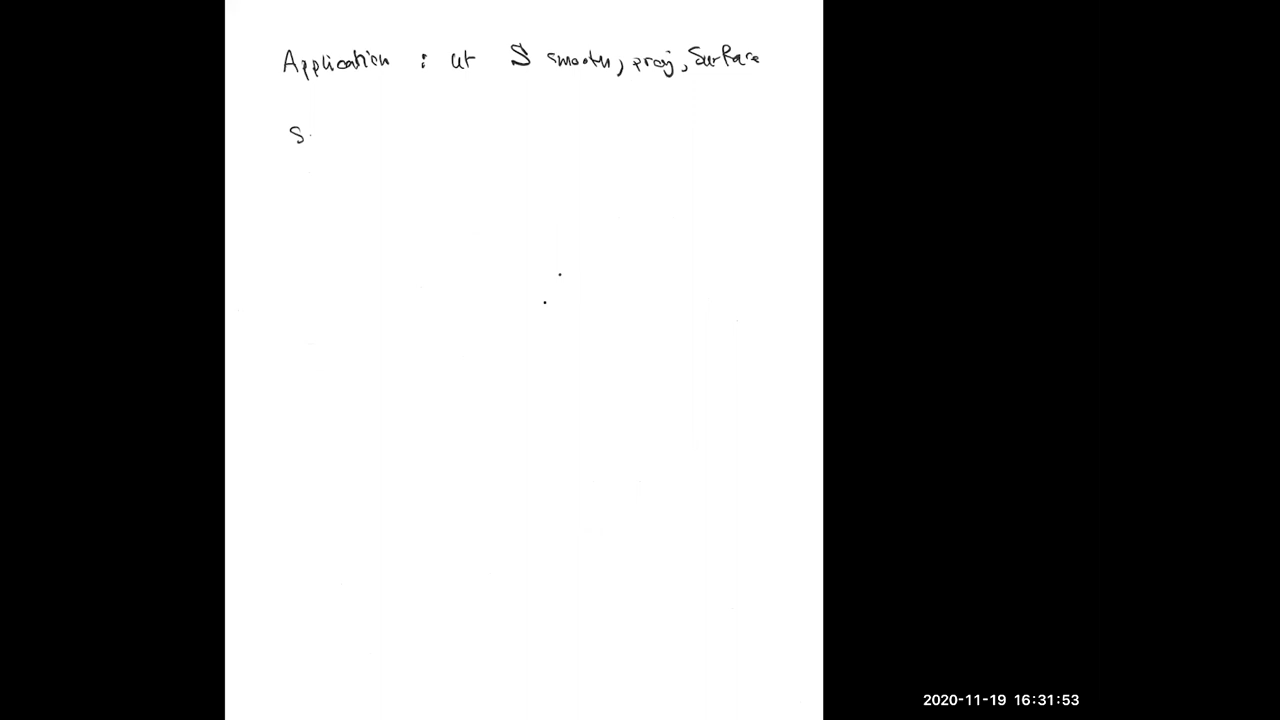 Application : let S smooth, proj, Surface
S
2020-11-19 16:31:53